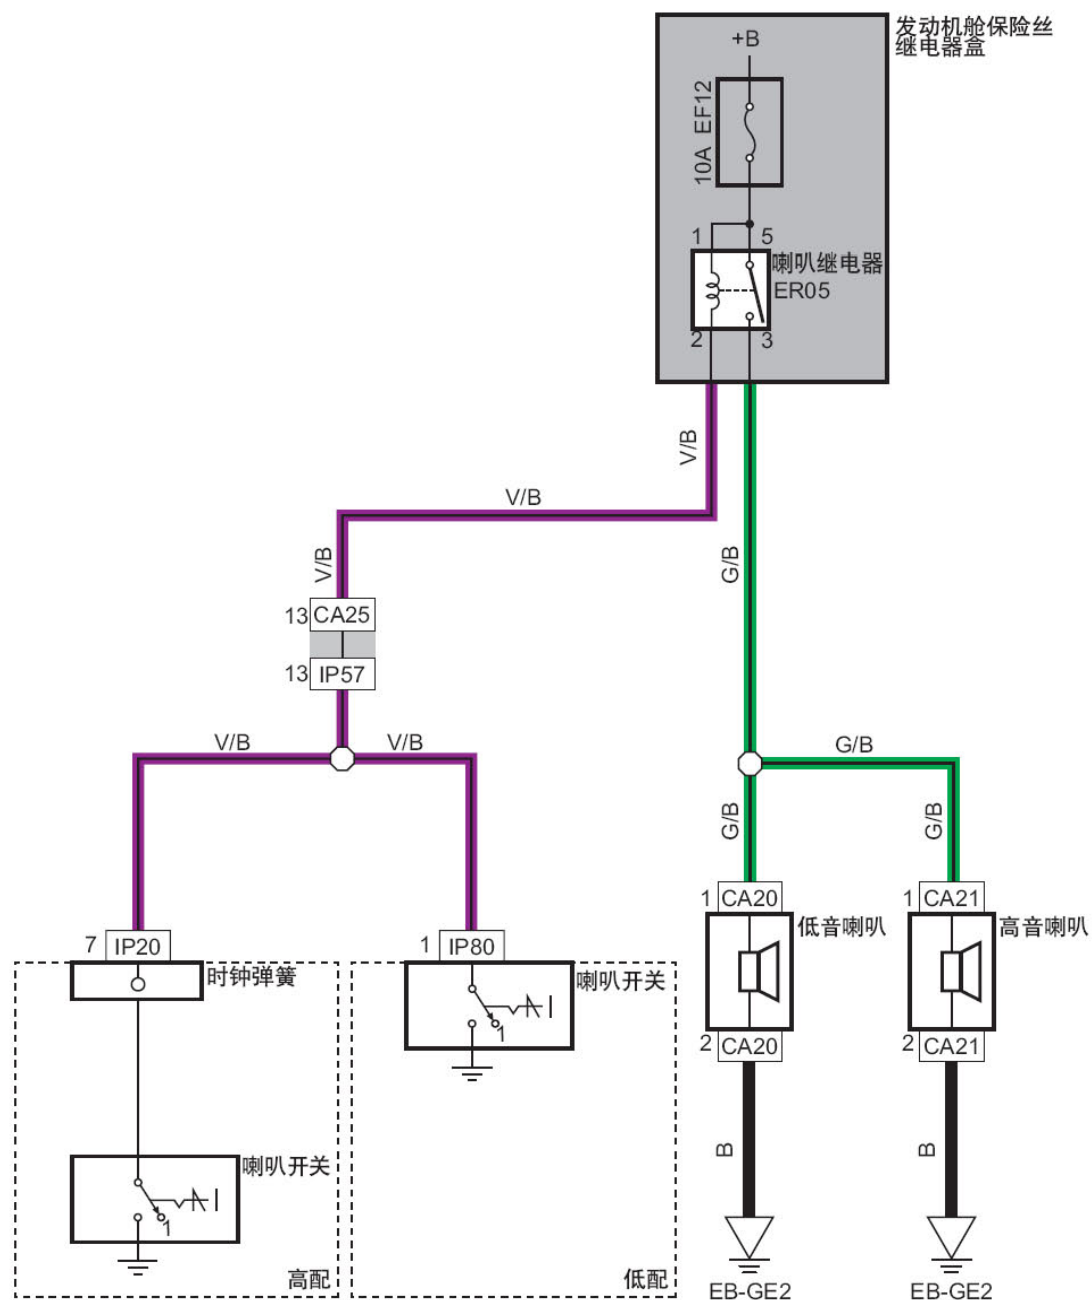 发动机舱保险丝
继电器盒
+B
10A EF12
1
5
喇叭继电器
ER05
2
3
V/B
V/B
V/B
G/B
13
CA25
13
IP57
V/B
V/B
G/B
G/B
G/B
7
IP20
1
IP80
1
CA20
1
CA21
时钟弹簧
喇叭开关
1
低音喇叭
高音喇叭
2
CA20
2
CA21
喇叭开关
1
B
B
高配
低配
EB-GE2
EB-GE2